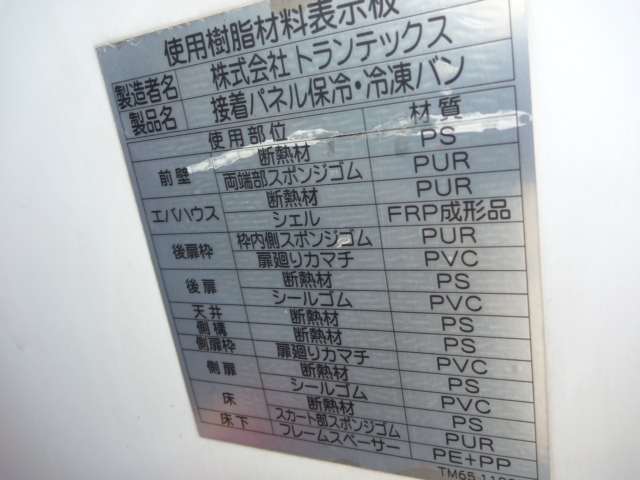 使用樹脂材料表示板
製造者名 株式会社トランテックス
製品名 接着パネル保冷・冷凍バン
使用部位 材質
前壁 断熱材 PS
両端部スポンジゴム PUR
エバハウス 断熱材 PUR
シェル FRP成形品
後扉枠 枠内側スポンジゴム PUR
扉廻りカマチ PVC
後扉 断熱材 PS
シールゴム PVC
天井 断熱材 PS
側構 断熱材 PS
側扉枠 扉廻りカマチ PVC
側扉 断熱材 PS
シールゴム PVC
床 断熱材 PS
床下 スカート部スポンジゴム PUR
フレームスペーサー PE+PP
TM65